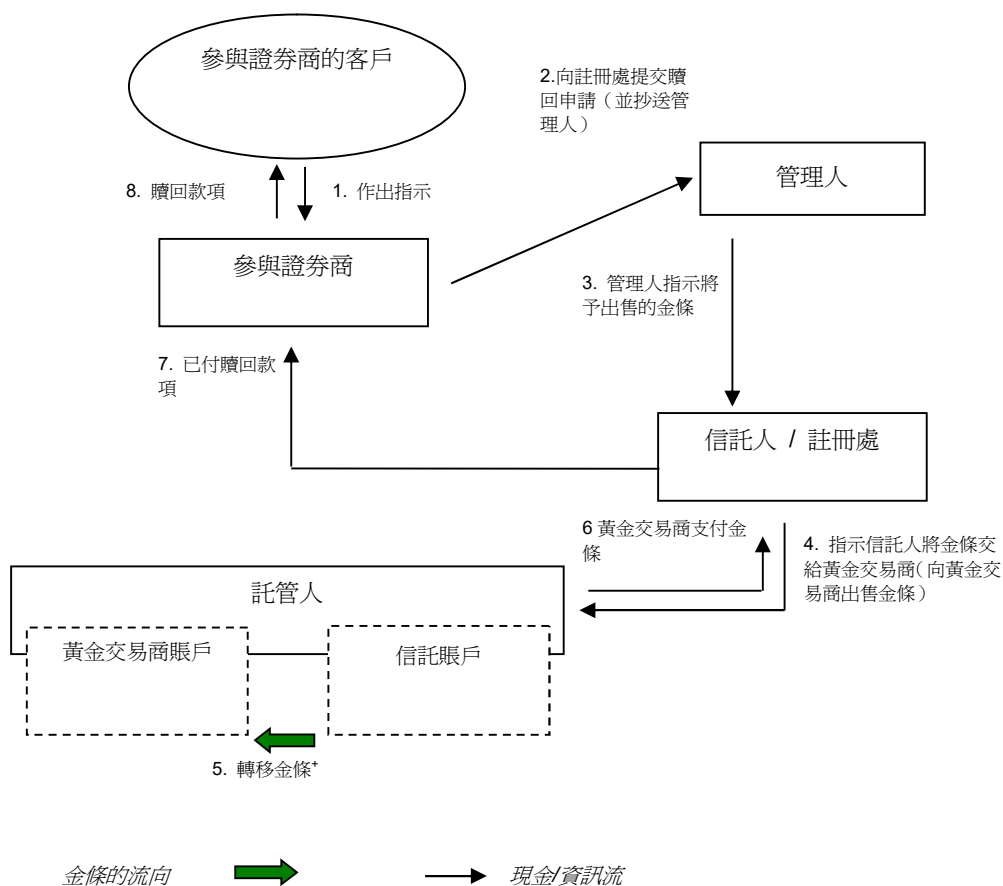 參與證券商的客戶
2.向註冊處提交贖
回申請（並抄送管
理人）
管理人
8. 贖回款項
1. 作出指示
參與證券商
3. 管理人指示將
予出售的金條
7. 已付贖回款
項
信託人 / 註冊處
6 黃金交易商支付金
條
4. 指示信託人將金條交
給黃金交易商（向黃金交
易商出售金條）
託管人
黃金交易商賬戶
信託賬戶
5. 轉移金條+
金條的流向
現金/資訊流